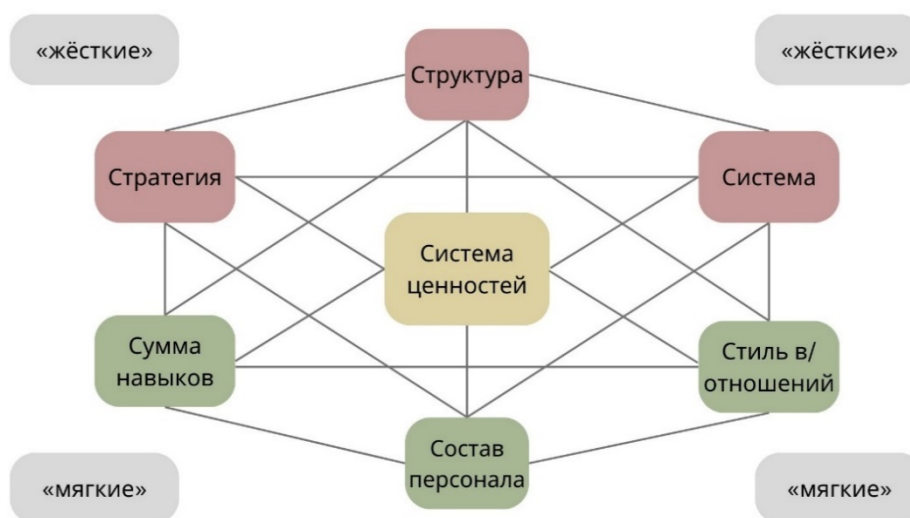 «жёсткие»
«жёсткие»
Структура
Стратегия
Система
Система
ценностей
Сумма
навыков
Стиль в/
отношений
Состав
персонала
«мягкие»
«мягкие»